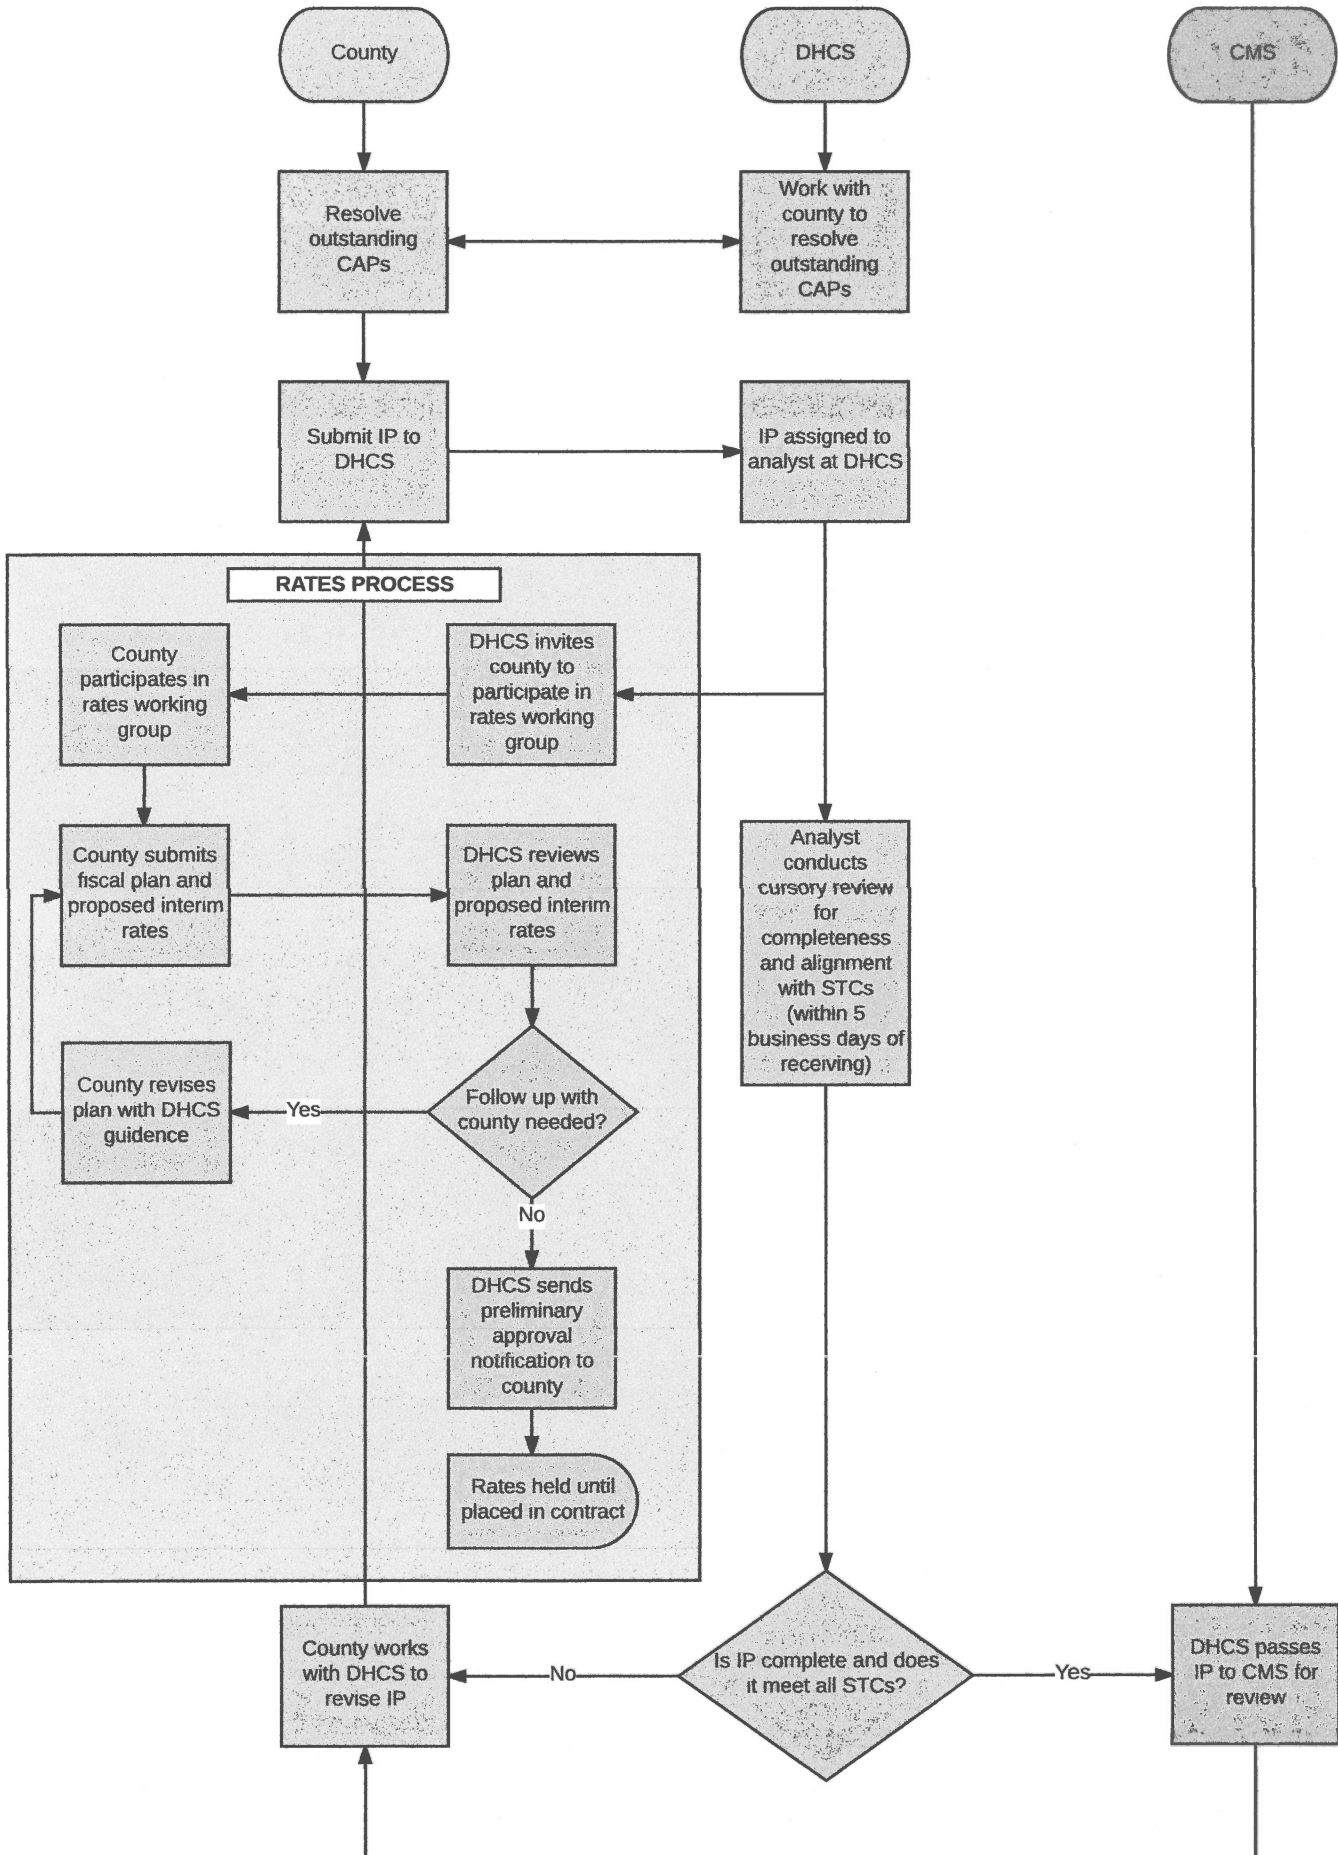 County
DHCS
CMS
Resolve
outstanding
CAPs
Work with
county to
resolve
outstanding
CAPs
Submit IP to
DHCS
IP assigned to
analyst at DHCS
RATES PROCESS
County
participates in
rates working
group
DHCS invites
county to
participate in
rates working
group
County submits
fiscal plan and
proposed interim
rates
DHCS reviews
plan and
proposed interim
rates
Analyst
conducts
cursory review
for
completeness
and alignment
with STCs
(within 5
business days of
receiving)
County revises
plan with DHCS
guidence
Yes
Follow up with
county needed?
No
DHCS sends
preliminary
approval
notification to
county
Rates held until
placed in contract
County works
with DHCS to
revise IP
No
Is IP complete and does
it meet all STCs?
Yes
DHCS passes
IP to CMS for
review